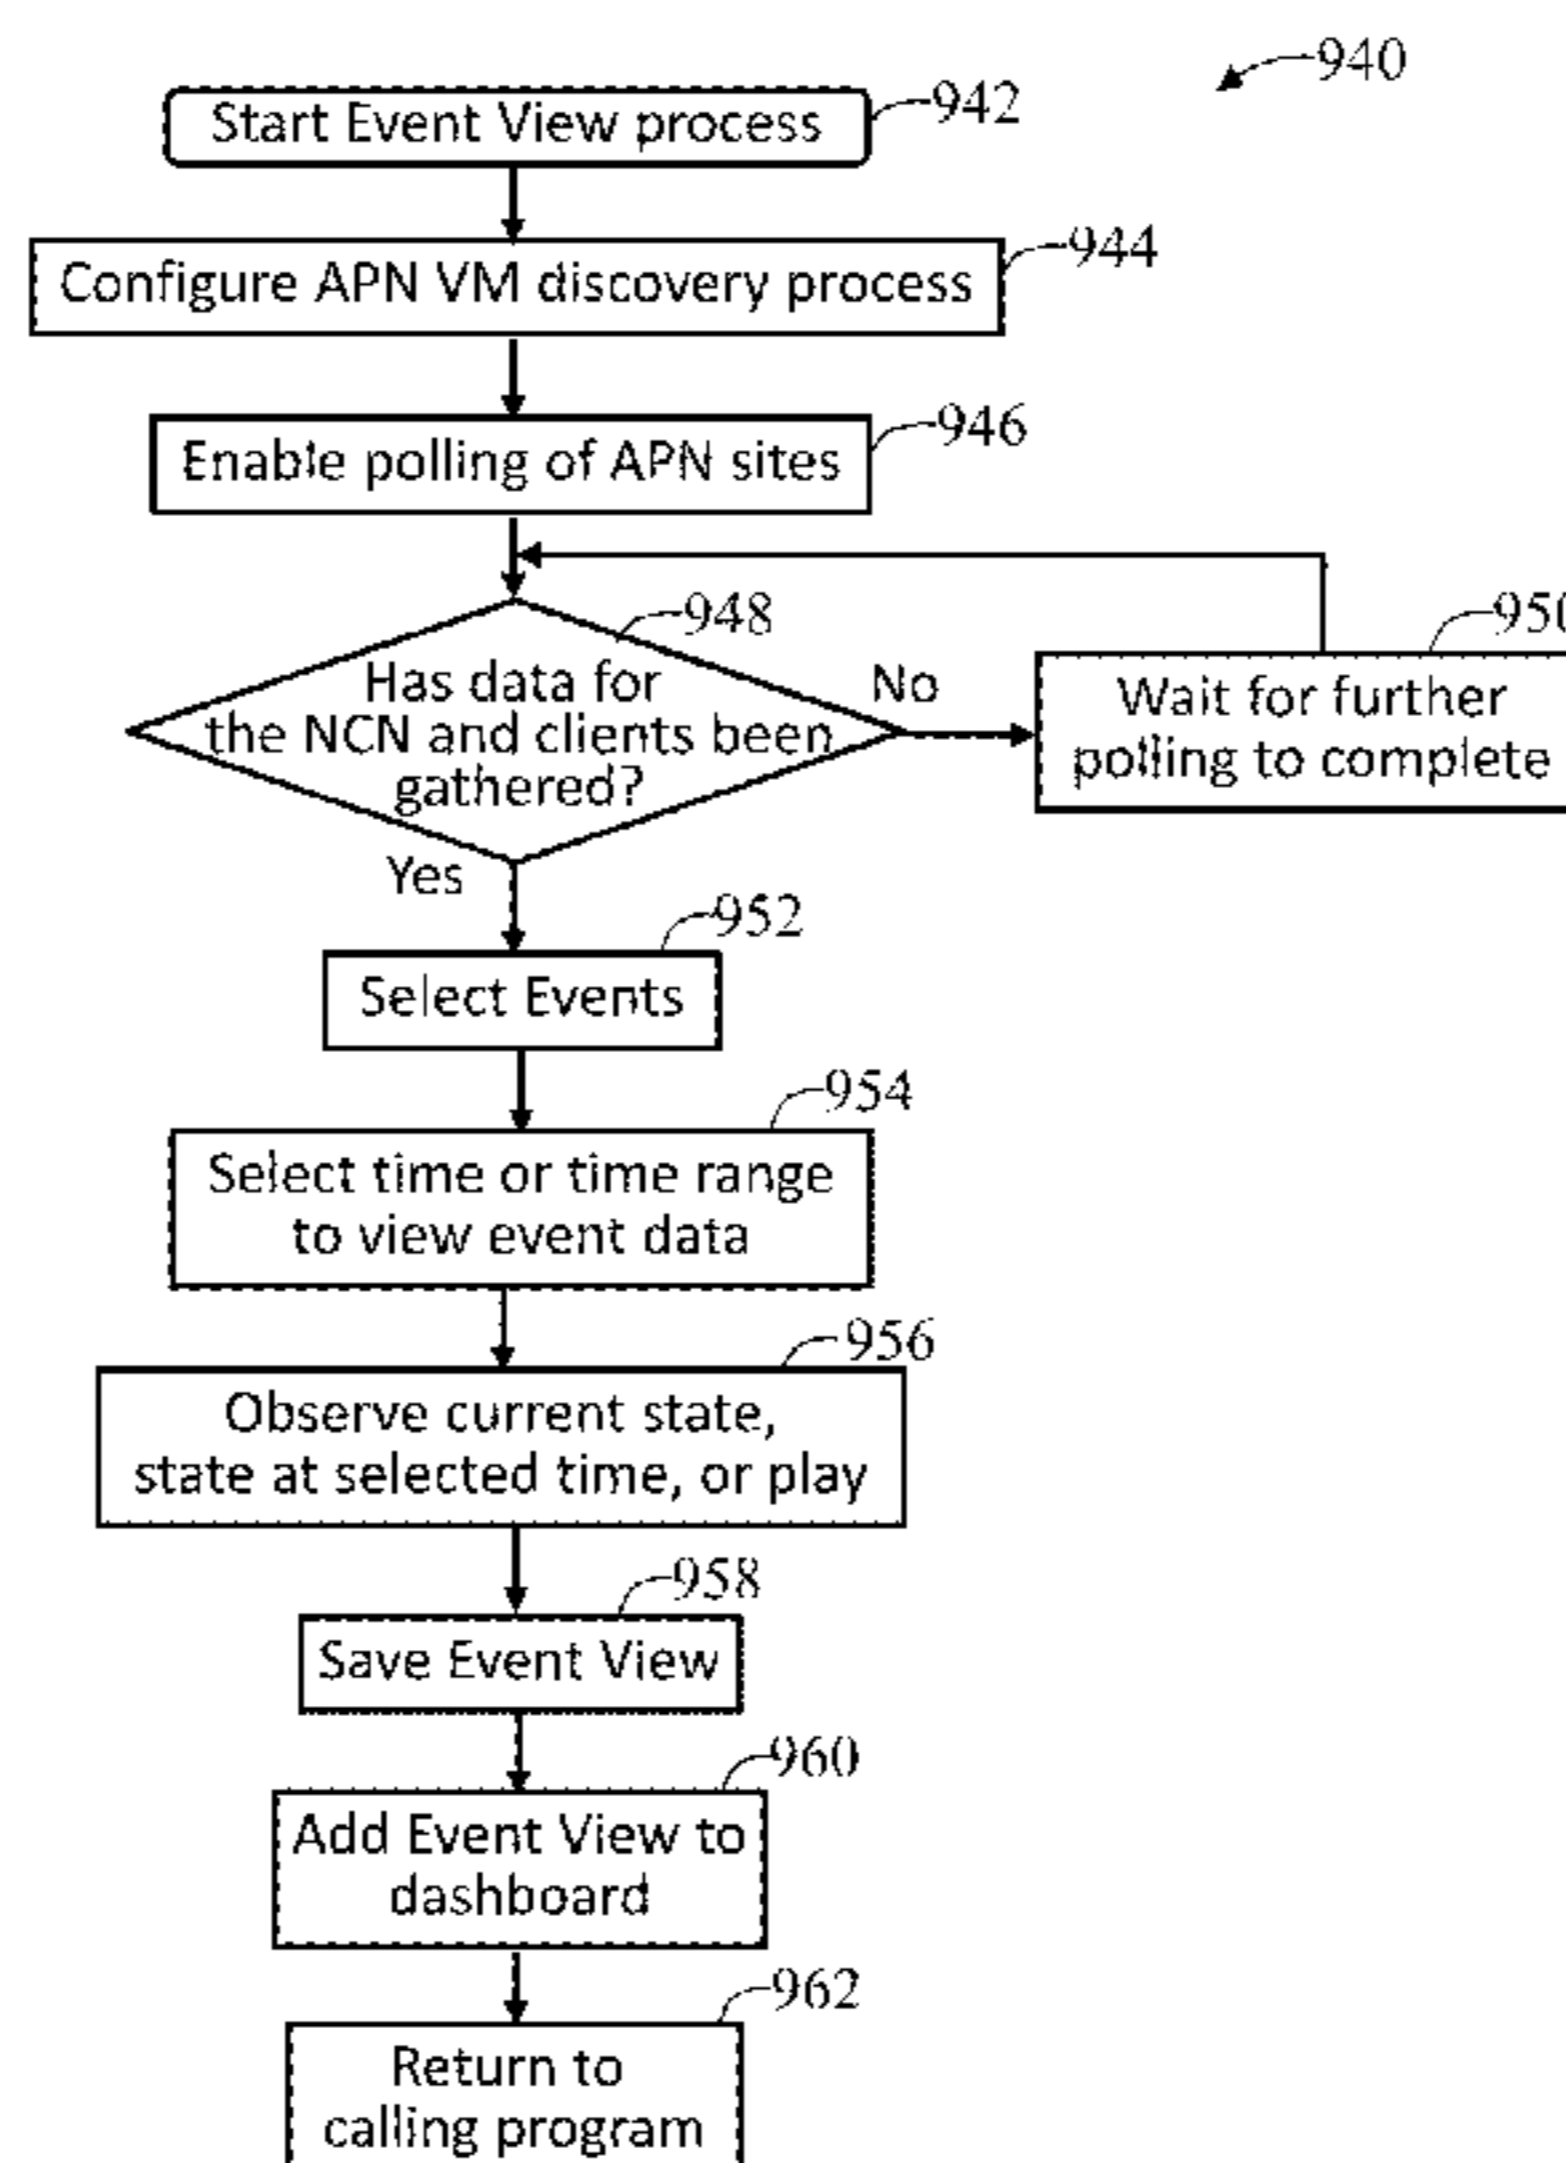 940
Start Event View process
942
Configure APN VM discovery process
944
Enable polling of APN sites
946
948
Has data for
the NCN and clients been
gathered?
No
Yes
950
Wait for further
polling to complete
952
Select Events
954
Select time or time range
to view event data
956
Observe current state,
state at selected time, or play
958
Save Event View
960
Add Event View to
dashboard
962
Return to
calling program